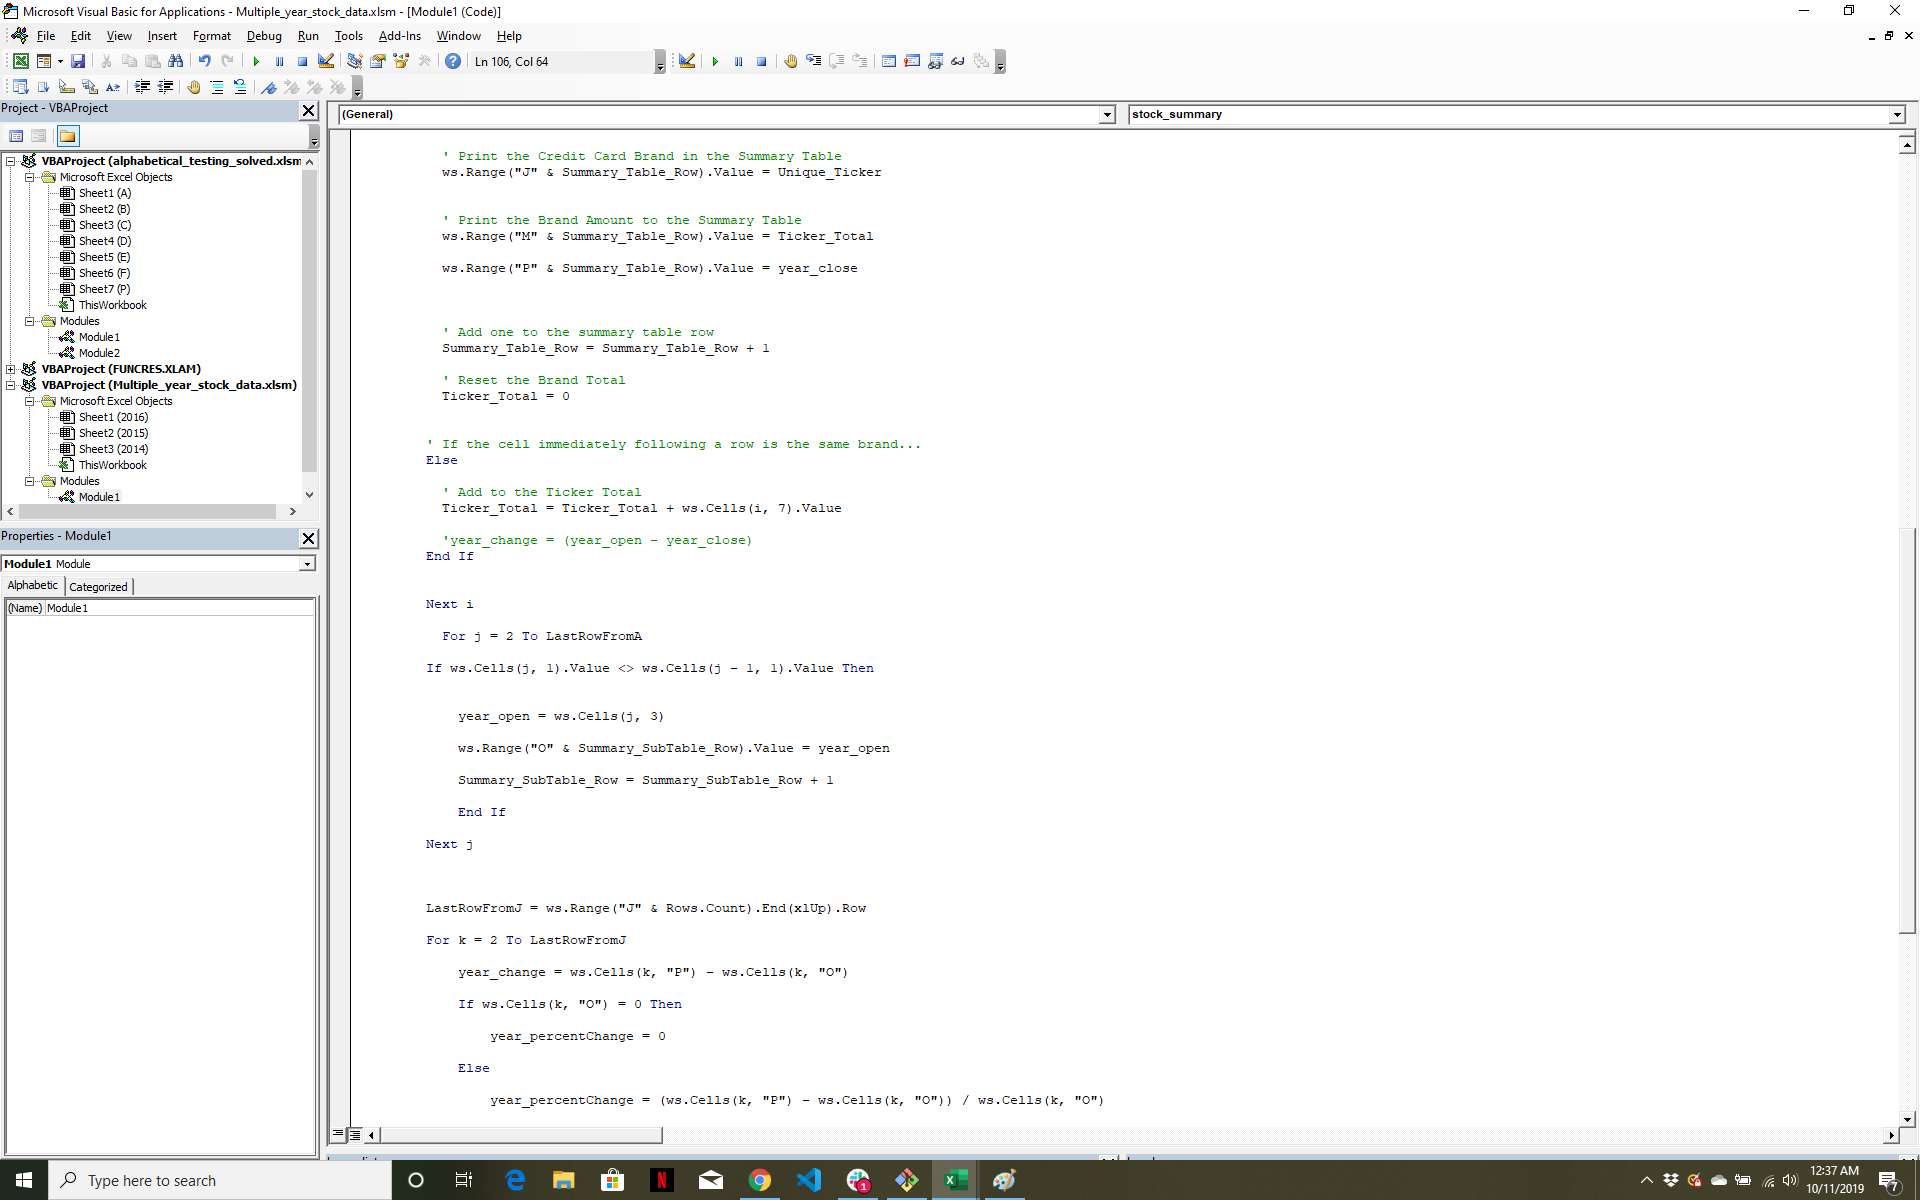 Microsoft Visual Basic for Applications - Multiple_year_stock_data.xlsm - [Module1 (Code)]
File Edit View Insert Format Debug Run Tools Add-Ins Window Help
Ln 106, Col 64
Project - VBAProject
VBAProject (alphabetical_testing_solved.xlsm
Microsoft Excel Objects
Sheet1 (A)
Sheet2 (B)
Sheet3 (C)
Sheet4 (D)
Sheet5 (E)
Sheet6 (F)
Sheet7 (P)
ThisWorkbook
Modules
Module1
Module2
VBAProject (FUNCRES.XLAM)
VBAProject (Multiple_year_stock_data.xlsm)
Microsoft Excel Objects
Sheet1 (2016)
Sheet2 (2015)
Sheet3 (2014)
ThisWorkbook
Modules
Module1
Properties - Module1
Module1 Module
Alphabetic Categorized
(Name) Module1
(General) stock_summary
' Print the Credit Card Brand in the Summary Table
ws.Range("J" & Summary_Table_Row).Value = Unique_Ticker
' Print the Brand Amount to the Summary Table
ws.Range("M" & Summary_Table_Row).Value = Ticker_Total
ws.Range("P" & Summary_Table_Row).Value = year_close
' Add one to the summary table row
Summary_Table_Row = Summary_Table_Row + 1
' Reset the Brand Total
Ticker_Total = 0
' If the cell immediately following a row is the same brand...
Else
' Add to the Ticker Total
Ticker_Total = Ticker_Total + ws.Cells(i, 7).Value
'year_change = (year_open - year_close)
End If
Next i
For j = 2 To LastRowFromA
If ws.Cells(j, 1).Value <> ws.Cells(j - 1, 1).Value Then
year_open = ws.Cells(j, 3)
ws.Range("O" & Summary_SubTable_Row).Value = year_open
Summary_SubTable_Row = Summary_SubTable_Row + 1
End If
Next j
LastRowFromJ = ws.Range("J" & Rows.Count).End(xlUp).Row
For k = 2 To LastRowFromJ
year_change = ws.Cells(k, "P") - ws.Cells(k, "O")
If ws.Cells(k, "O") = 0 Then
year_percentChange = 0
Else
year_percentChange = (ws.Cells(k, "P") - ws.Cells(k, "O")) / ws.Cells(k, "O")
Type here to search
12:37 AM
10/11/2019